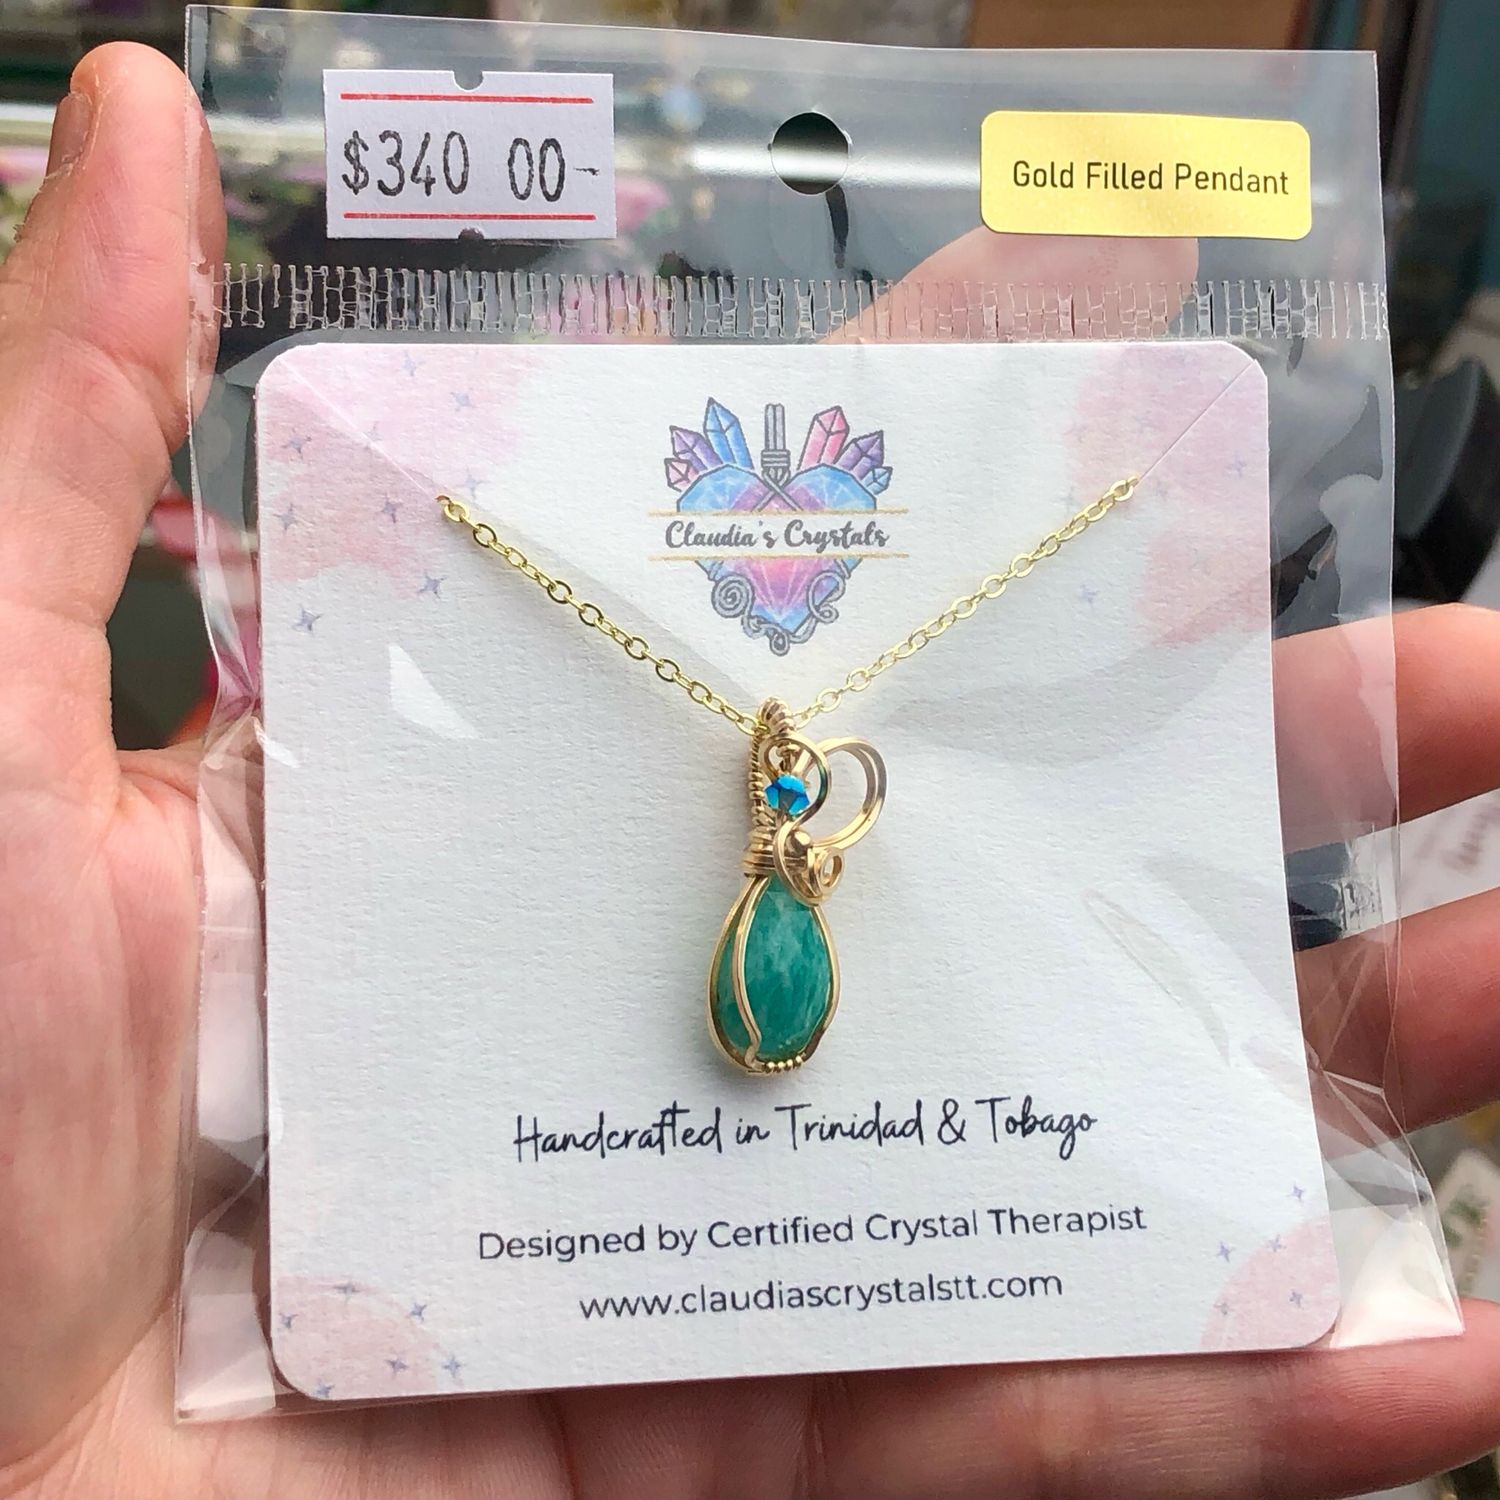 $340 00-
Gold Filled Pendant
Claudia's Crystals
Handcrafted in Trinidad & Tobago
Designed by Certified Crystal Therapist
www.claudiascrystalstt.com